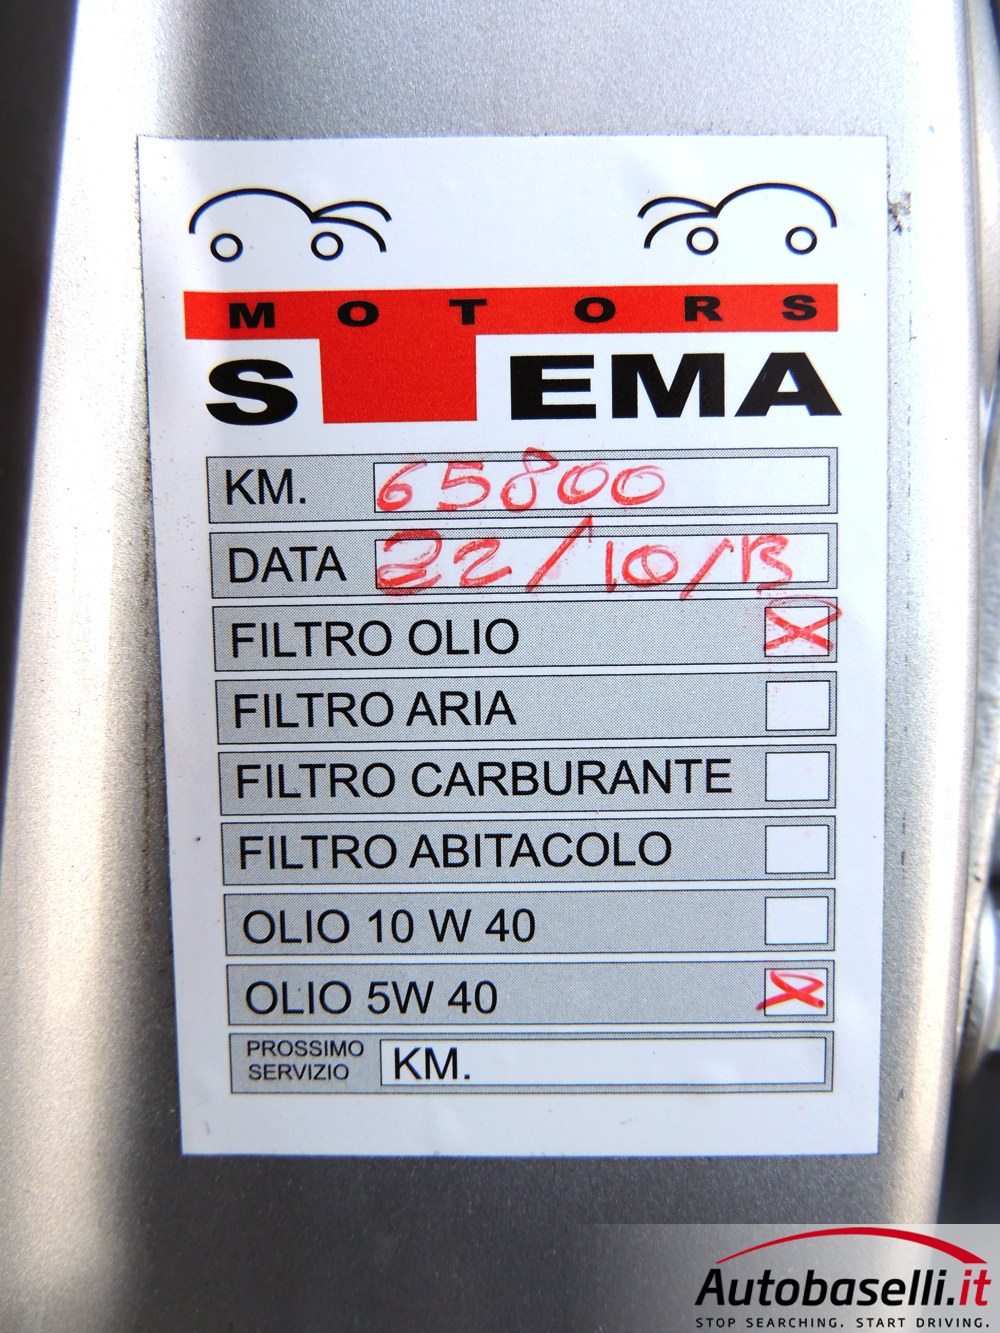 MOTORS
STEMA
KM. 65800
DATA 22/10/13
FILTRO OLIO X
FILTRO ARIA
FILTRO CARBURANTE
FILTRO ABITACOLO
OLIO 10 W 40
OLIO 5W 40 X
PROSSIMO SERVIZIO KM.
Autobaselli.it
STOP SEARCHING. START DRIVING.